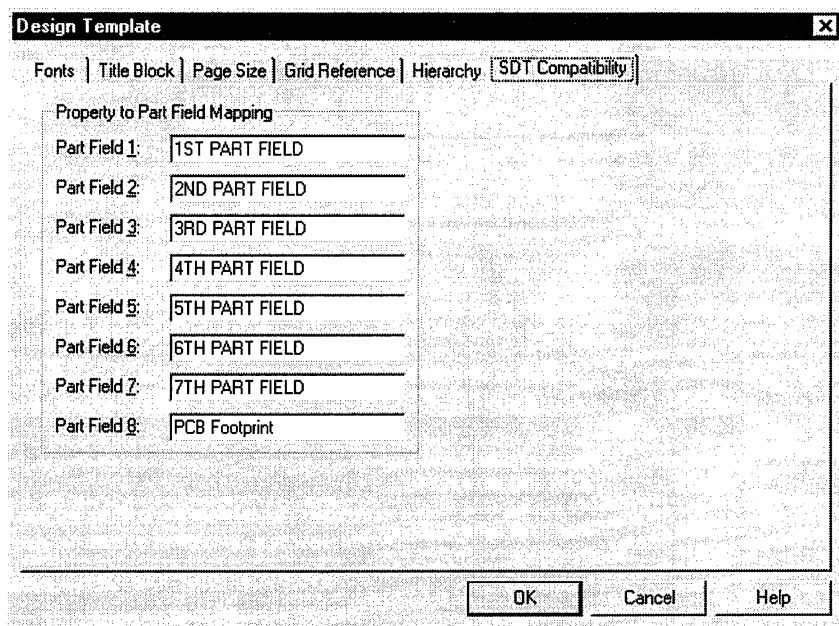 Design Template
Fonts Title Block Page Size Grid Reference Hierarchy SDT Compatibility
Property to Part Field Mapping
Part Field 1: 1ST PART FIELD
Part Field 2: 2ND PART FIELD
Part Field 3: 3RD PART FIELD
Part Field 4: 4TH PART FIELD
Part Field 5: 5TH PART FIELD
Part Field 6: 6TH PART FIELD
Part Field 7: 7TH PART FIELD
Part Field 8: PCB Footprint
OK Cancel Help